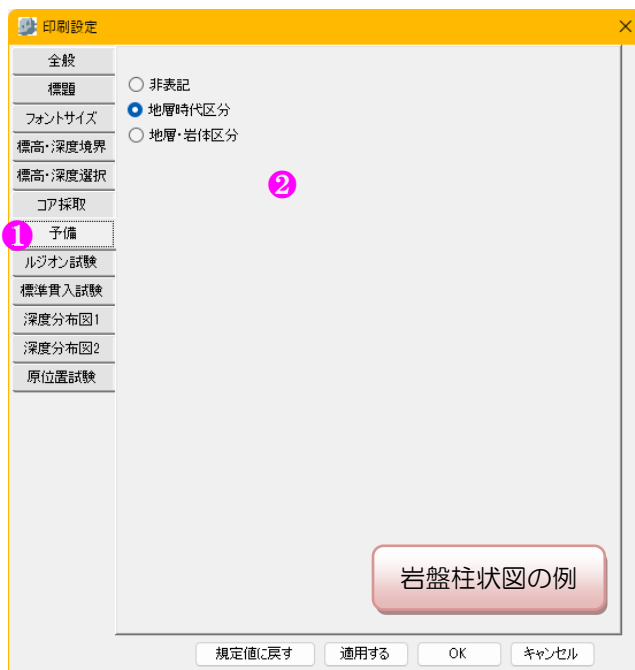 印刷設定
全般
標題
フォントサイズ
標高・深度境界
標高・深度選択
コア採取
❶
予備
ルジオン試験
標準貫入試験
深度分布図1
深度分布図2
原位置試験
非表記
地層時代区分
地層・岩体区分
❷
岩盤柱状図の例
規定値に戻す
適用する
OK
キャンセル